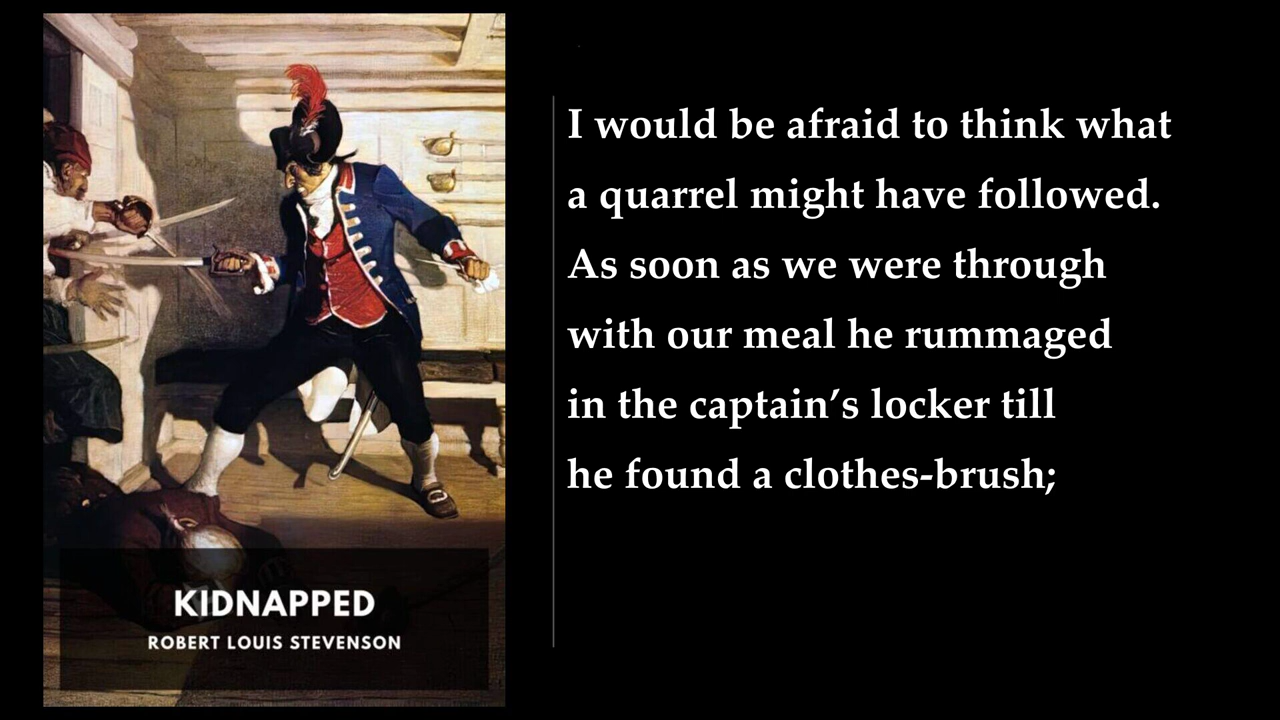 KIDNAPPED
ROBERT LOUIS STEVENSON
I would be afraid to think what
a quarrel might have followed.
As soon as we were through
with our meal he rummaged
in the captain’s locker till
he found a clothes-brush;